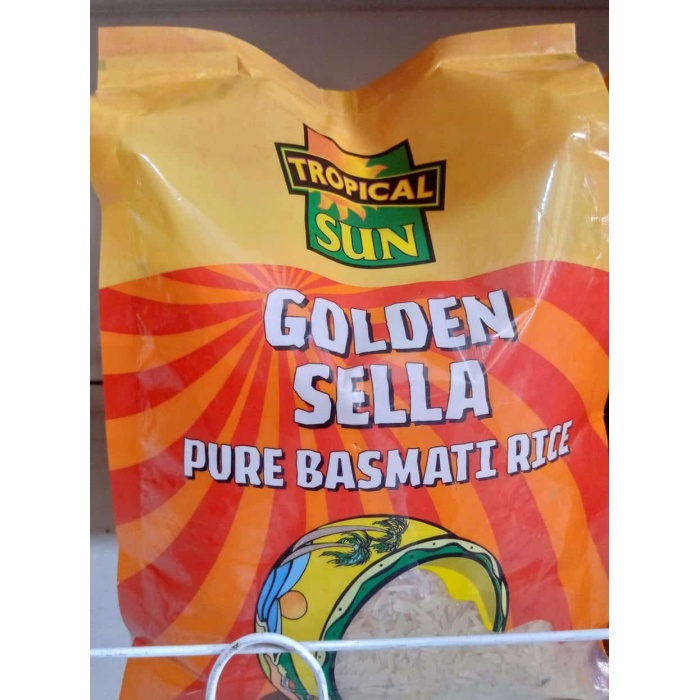 TROPICAL
SUN
GOLDEN
SELLA
PURE BASMATI RICE